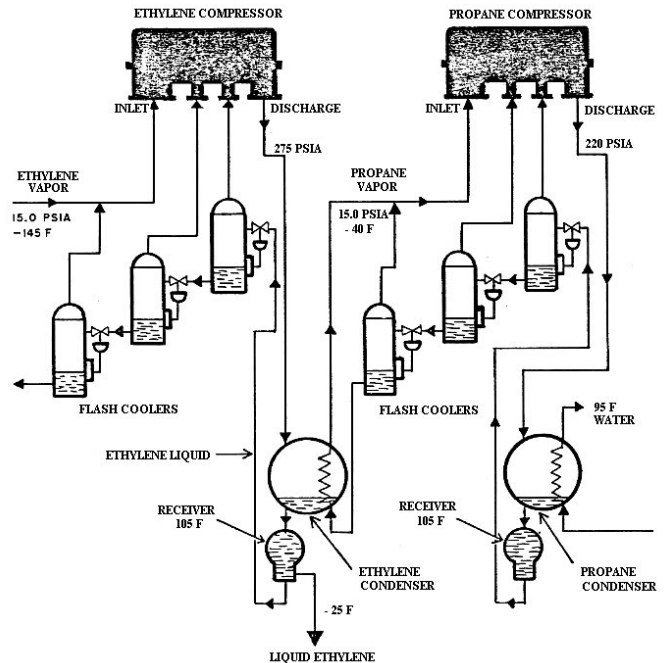 ETHYLENE COMPRESSOR
PROPANE COMPRESSOR
INLET
DISCHARGE
INLET
DISCHARGE
275 PSIA
220 PSIA
ETHYLENE
VAPOR
15.0 PSIA
-145 F
PROPANE
VAPOR
15.0 PSIA
- 40 F
FLASH COOLERS
FLASH COOLERS
95 F
WATER
ETHYLENE LIQUID
RECEIVER
105 F
RECEIVER
105 F
ETHYLENE
CONDENSER
PROPANE
CONDENSER
- 25 F
LIQUID ETHYLENE